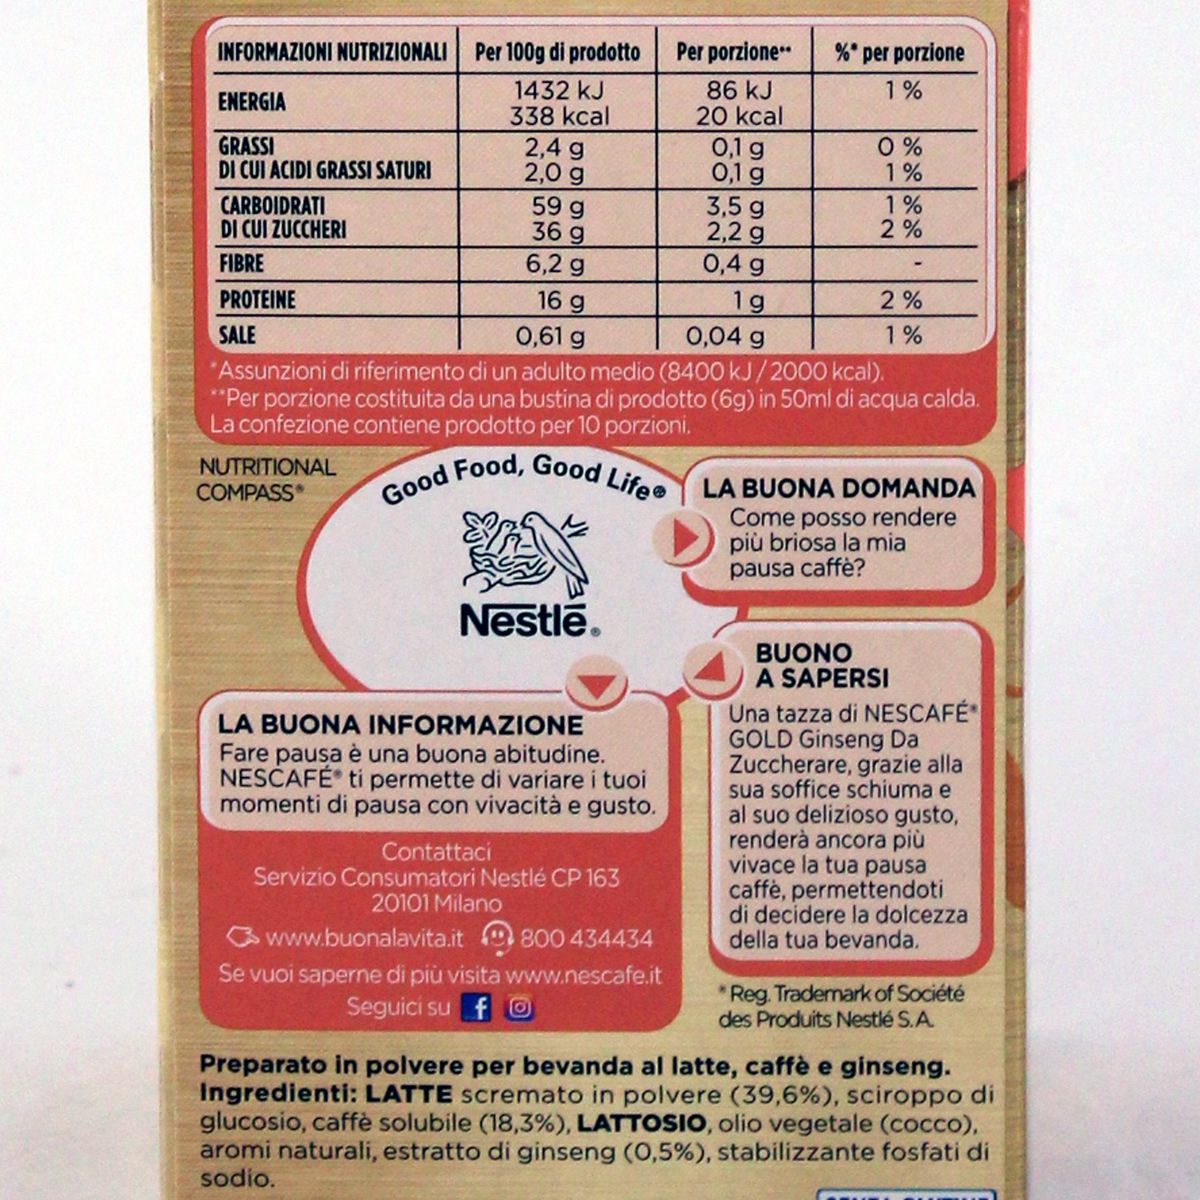 INFORMAZIONI NUTRIZIONALI Per 100g di prodotto Per porzione** %* per porzione
ENERGIA 1432 kJ 86 kJ 1 %
338 kcal 20 kcal
GRASSI 2,4 g 0,1 g 0 %
DI CUI ACIDI GRASSI SATURI 2,0 g 0,1 g 1 %
CARBOIDRATI 59 g 3,5 g 1 %
DI CUI ZUCCHERI 36 g 2,2 g 2 %
FIBRE 6,2 g 0,4 g -
PROTEINE 16 g 1 g 2 %
SALE 0,61 g 0,04 g 1 %
*Assunzioni di riferimento di un adulto medio (8400 kJ / 2000 kcal).
**Per porzione costituita da una bustina di prodotto (6g) in 50ml di acqua calda.
La confezione contiene prodotto per 10 porzioni.
NUTRITIONAL
COMPASS®
Good Food, Good Life®
Nestlé®
LA BUONA DOMANDA
Come posso rendere
più briosa la mia
pausa caffè?
BUONO
A SAPERSI
Una tazza di NESCAFÉ®
GOLD Ginseng Da
Zuccherare, grazie alla
sua soffice schiuma e
al suo delizioso gusto,
renderà ancora più
vivace la tua pausa
caffè, permettendoti
di decidere la dolcezza
della tua bevanda.
LA BUONA INFORMAZIONE
Fare pausa è una buona abitudine.
NESCAFÉ® ti permette di variare i tuoi
momenti di pausa con vivacità e gusto.
Contattaci
Servizio Consumatori Nestlé CP 163
20101 Milano
www.buonalavita.it 800 434434
Se vuoi saperne di più visita www.nescafe.it
Seguici su
® Reg. Trademark of Société
des Produits Nestlé S.A.
Preparato in polvere per bevanda al latte, caffè e ginseng.
Ingredienti: LATTE scremato in polvere (39,6%), sciroppo di
glucosio, caffè solubile (18,3%), LATTOSIO, olio vegetale (cocco),
aromi naturali, estratto di ginseng (0,5%), stabilizzante fosfati di
sodio.